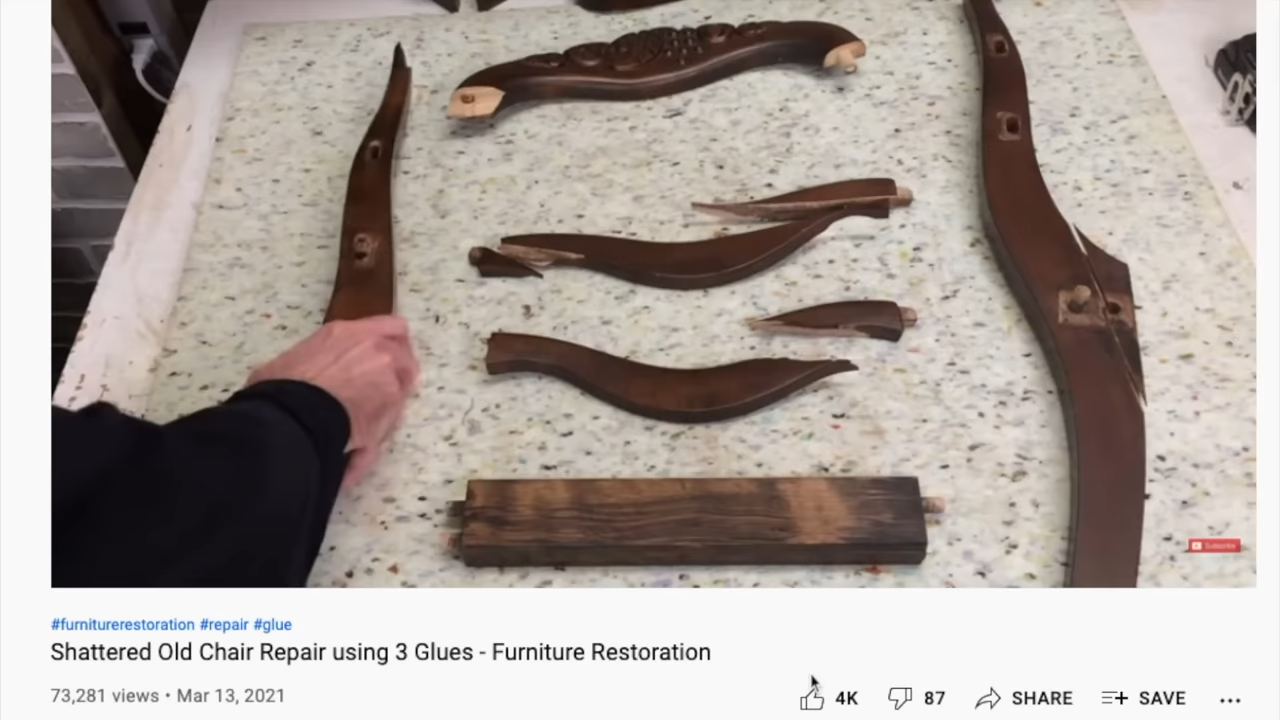 Subscribe
#furniturerestoration #repair #glue
Shattered Old Chair Repair using 3 Glues - Furniture Restoration
73,281 views • Mar 13, 2021
4K 87 SHARE SAVE ...